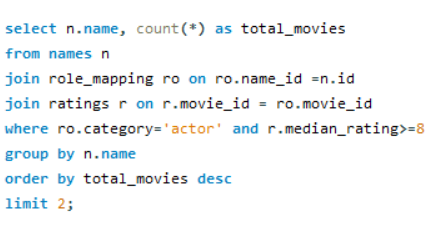 select n.name, count(*) as total_movies
from names n
join role_mapping ro on ro.name_id =n.id
join ratings r on r.movie_id = ro.movie_id
where ro.category='actor' and r.median_rating>=8
group by n.name
order by total_movies desc
limit 2;